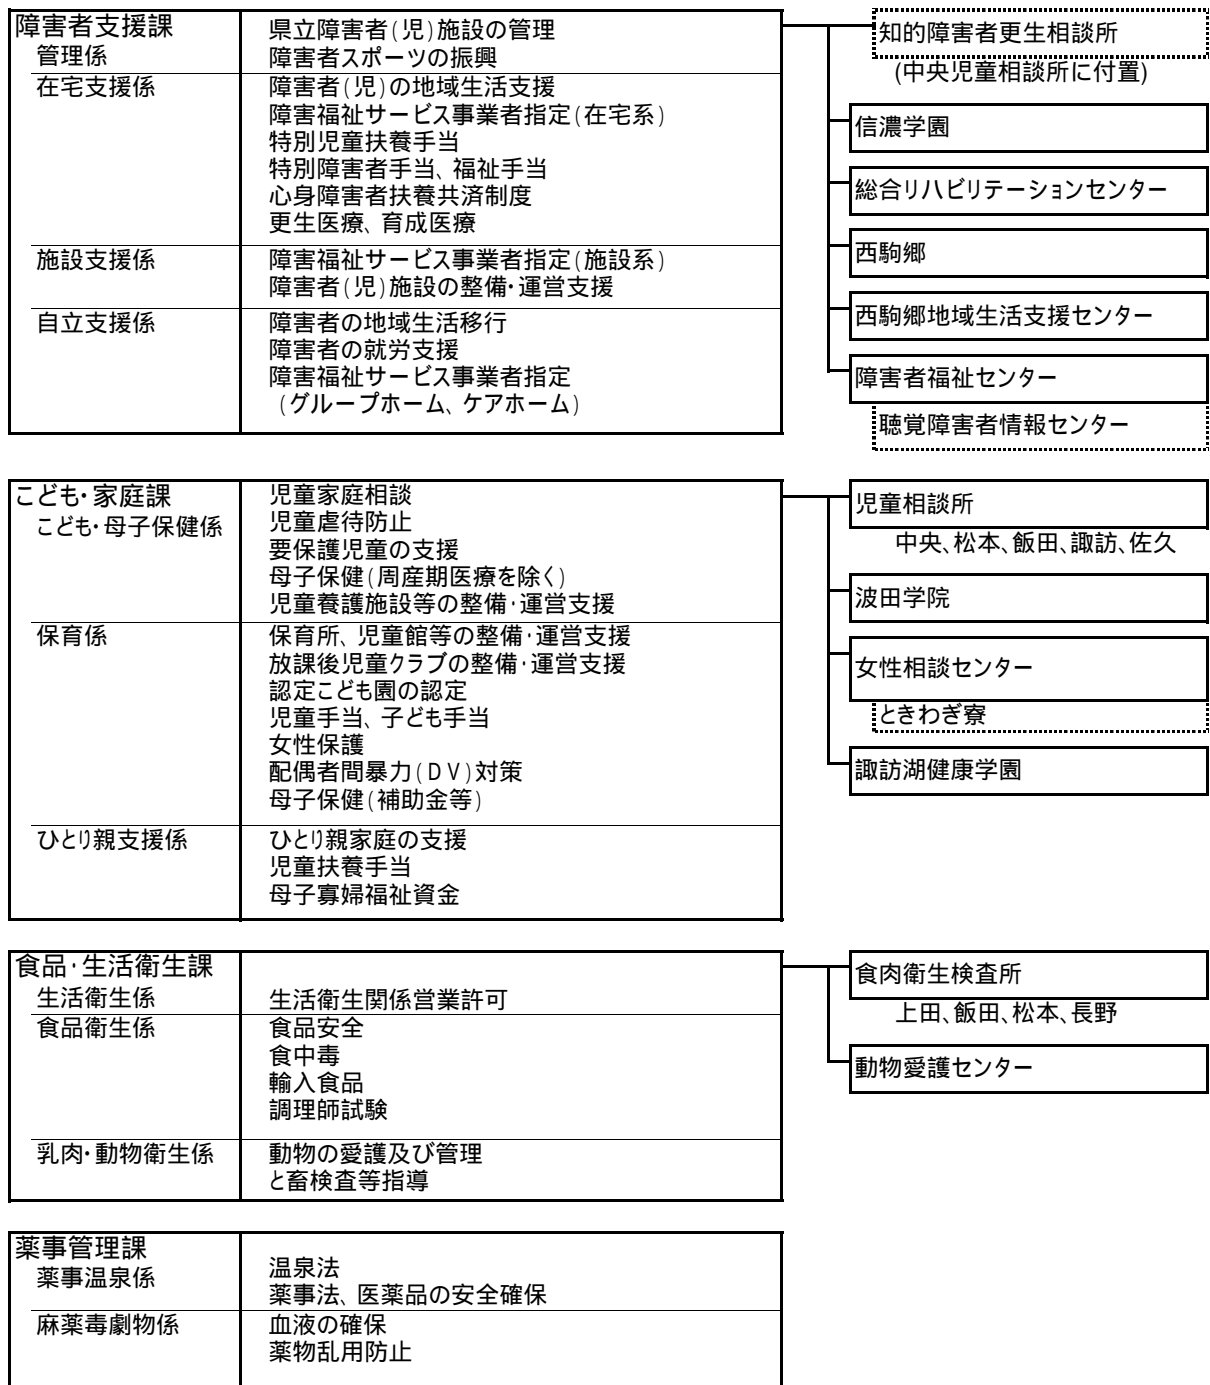 障害者支援課
管理係
県立障害者(児)施設の管理
障害者スポーツの振興
在宅支援係
障害者(児)の地域生活支援
障害福祉サービス事業者指定(在宅系)
特別児童扶養手当
特別障害者手当、福祉手当
心身障害者扶養共済制度
更生医療、育成医療
施設支援係
障害福祉サービス事業者指定(施設系)
障害者(児)施設の整備・運営支援
自立支援係
障害者の地域生活移行
障害者の就労支援
障害福祉サービス事業者指定
(グループホーム、ケアホーム)
知的障害者更生相談所
(中央児童相談所に付置)
信濃学園
総合リハビリテーションセンター
西駒郷
西駒郷地域生活支援センター
障害者福祉センター
聴覚障害者情報センター
こども・家庭課
こども・母子保健係
児童家庭相談
児童虐待防止
要保護児童の支援
母子保健(周産期医療を除く)
児童養護施設等の整備・運営支援
保育係
保育所、児童館等の整備・運営支援
放課後児童クラブの整備・運営支援
認定こども園の認定
児童手当、子ども手当
女性保護
配偶者間暴力(DV)対策
母子保健(補助金等)
ひとり親支援係
ひとり親家庭の支援
児童扶養手当
母子寡婦福祉資金
児童相談所
中央、松本、飯田、諏訪、佐久
波田学院
女性相談センター
ときわぎ寮
諏訪湖健康学園
食品・生活衛生課
生活衛生係
生活衛生関係営業許可
食品衛生係
食品安全
食中毒
輸入食品
調理師試験
乳肉・動物衛生係
動物の愛護及び管理
と畜検査等指導
食肉衛生検査所
上田、飯田、松本、長野
動物愛護センター
薬事管理課
薬事温泉係
温泉法
薬事法、医薬品の安全確保
麻薬毒劇物係
血液の確保
薬物乱用防止